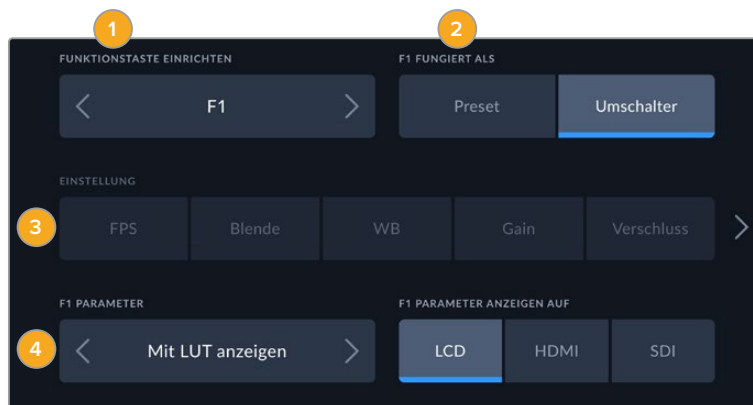 1 2
FUNKTIONSTASTE EINRICHTEN F1 FUNGIERT ALS
F1 Preset Umschalter
EINSTELLUNG
3 FPS Blende WB Gain Verschluss
F1 PARAMETER F1 PARAMETER ANZEIGEN AUF
4 Mit LUT anzeigen LCD HDMI SDI